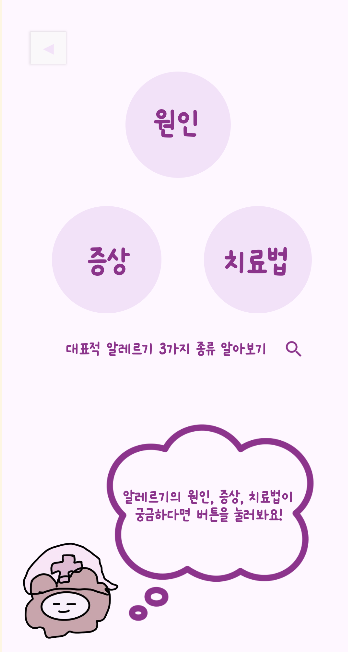 원인
증상
치료법
대표적 알레르기 3가지 종류 알아보기
알레르기의 원인, 증상, 치료법이
궁금하다면 버튼을 눌러봐요!